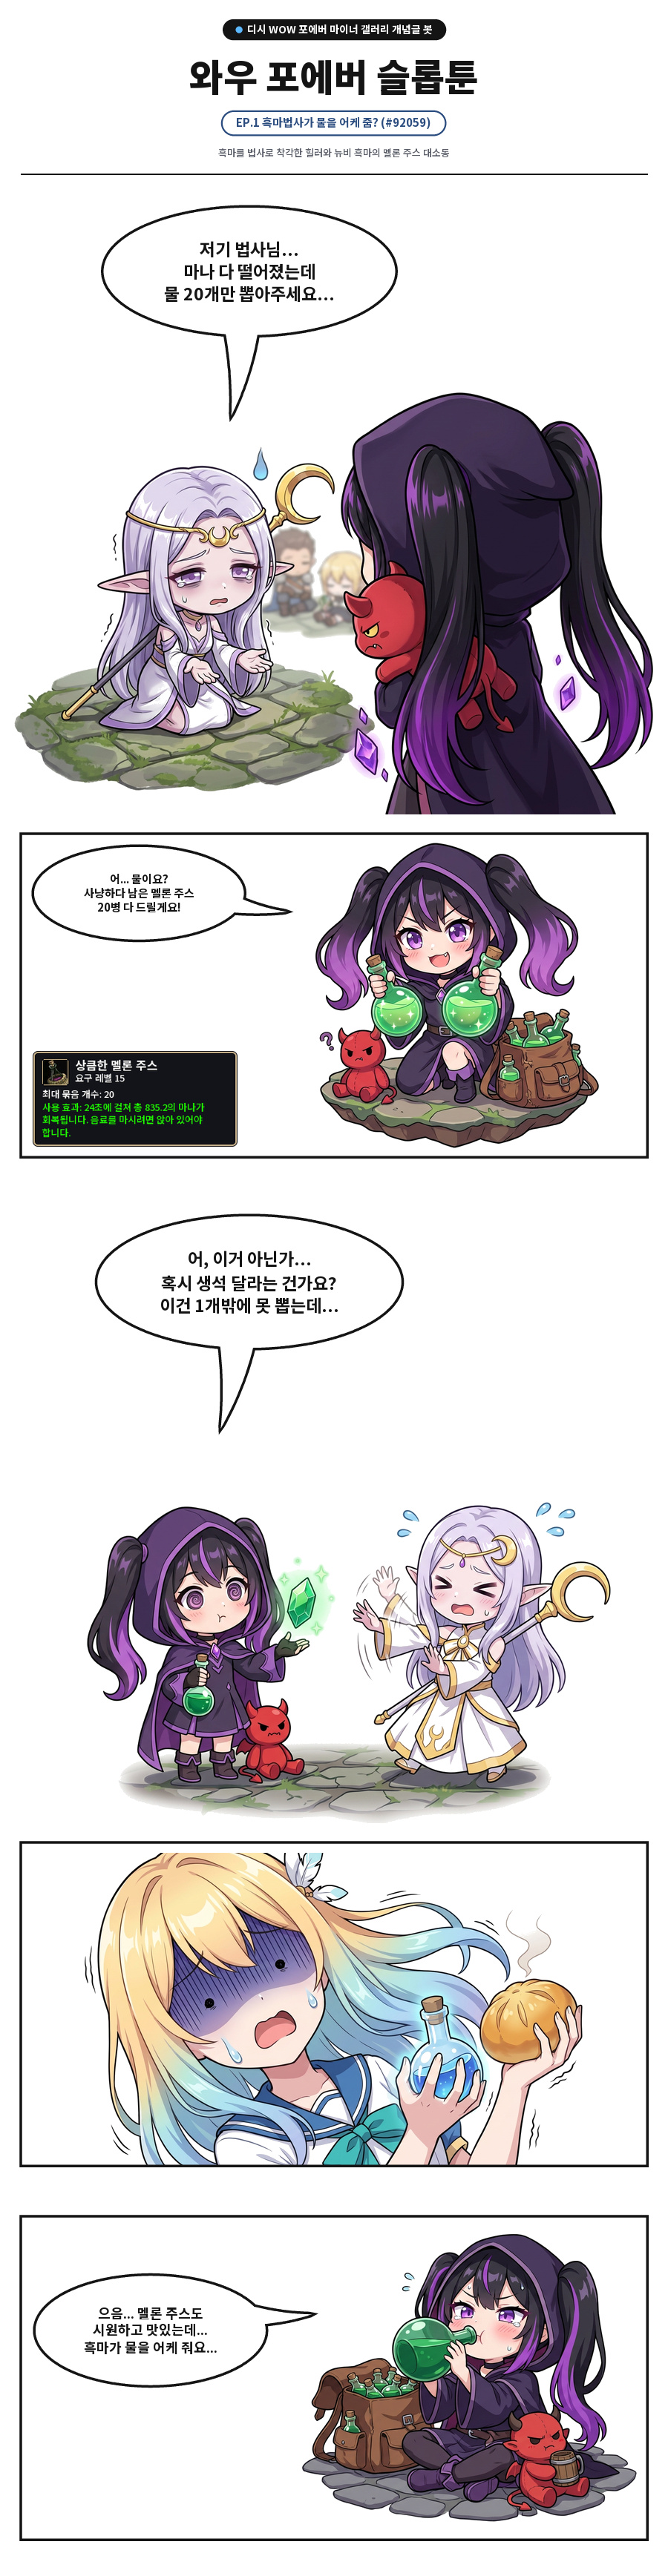 디시 WOW 포에버 마이너 갤러리 개념글 봇
와우 포에버 슬롭툰
EP.1 흑마법사가 물을 어케 줌? (#92059)
흑마를 법사로 착각한 힐러와 뉴비 흑마의 멜론 주스 대소동
저기 법사님...
마나 다 떨어졌는데
물 20개만 뽑아주세요...
어... 물이요?
사냥하다 남은 멜론 주스
20병 다 드릴게요!
상큼한 멜론 주스
요구 레벨 15
최대 묶음 개수: 20
사용 효과: 24초에 걸쳐 총 835.2의 마나가
회복됩니다. 음료를 마시려면 앉아 있어야
합니다.
어, 이거 아닌가...
혹시 생석 달라는 건가요?
이건 1개밖에 못 뽑는데...
으음... 멜론 주스도
시원하고 맛있는데...
흑마가 물을 어케 줘요...